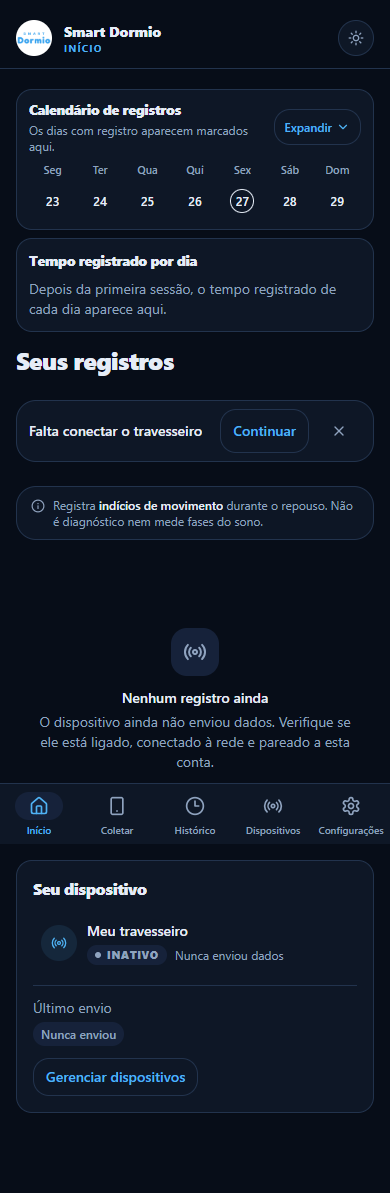 SMART
Dormio
Smart Dormio
INÍCIO
Calendário de registros
Os dias com registro aparecem marcados
aqui.
Expandir
Seg Ter Qua Qui Sex Sáb Dom
23 24 25 26 27 28 29
Tempo registrado por dia
Depois da primeira sessão, o tempo registrado de
cada dia aparece aqui.
Seus registros
Falta conectar o travesseiro
Continuar
Registra indícios de movimento durante o repouso. Não
é diagnóstico nem mede fases do sono.
Nenhum registro ainda
O dispositivo ainda não enviou dados. Verifique se
ele está ligado, conectado à rede e pareado a esta
conta.
Início Coletar Histórico Dispositivos Configurações
Seu dispositivo
Meu travesseiro
INATIVO Nunca enviou dados
Último envio
Nunca enviou
Gerenciar dispositivos